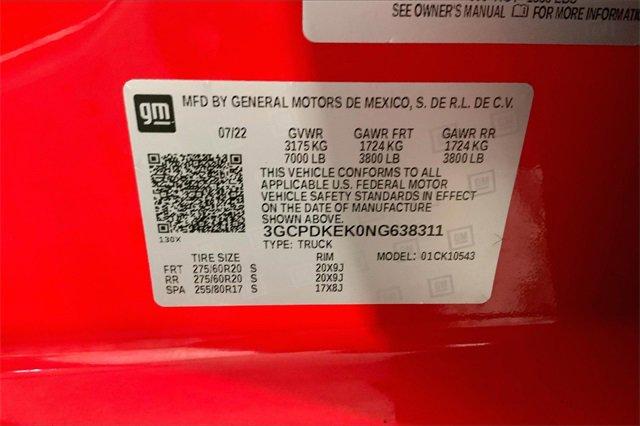 SEE OWNER'S MANUAL FOR MORE INFORMATI
gm MFD BY GENERAL MOTORS DE MEXICO, S. DE R.L. DE C.V.
07/22 GVWR GAWR FRT GAWR RR
3175 KG 1724 KG 1724 KG
7000 LB 3800 LB 3800 LB
THIS VEHICLE CONFORMS TO ALL
APPLICABLE U.S. FEDERAL MOTOR
VEHICLE SAFETY STANDARDS IN EFFECT
ON THE DATE OF MANUFACTURE
SHOWN ABOVE.
3GCPDKEK0NG638311
130X
TYPE: TRUCK
TIRE SIZE RIM MODEL: 01CK10543
FRT 275/60R20 S 20X9J
RR 275/60R20 S 20X9J
SPA 255/80R17 S 17X8J